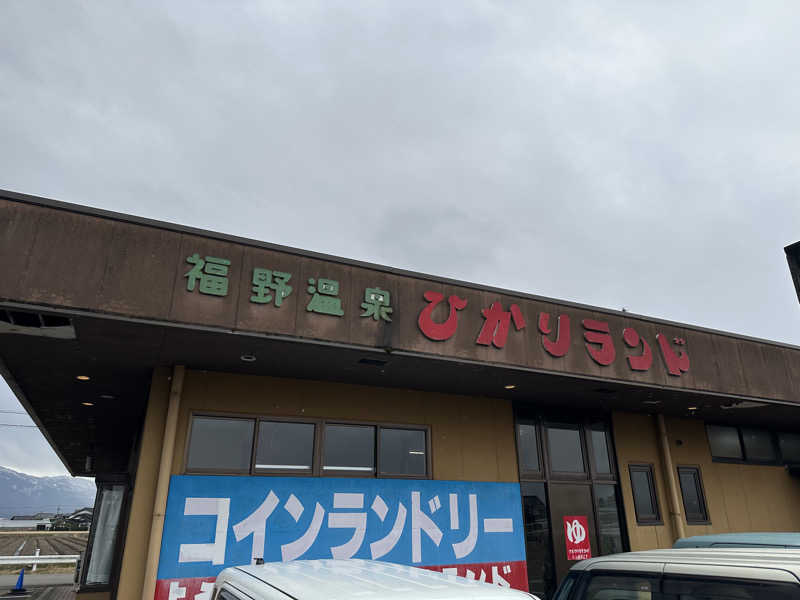 福野温泉 ひかりランド
コインランドリー
ゆ